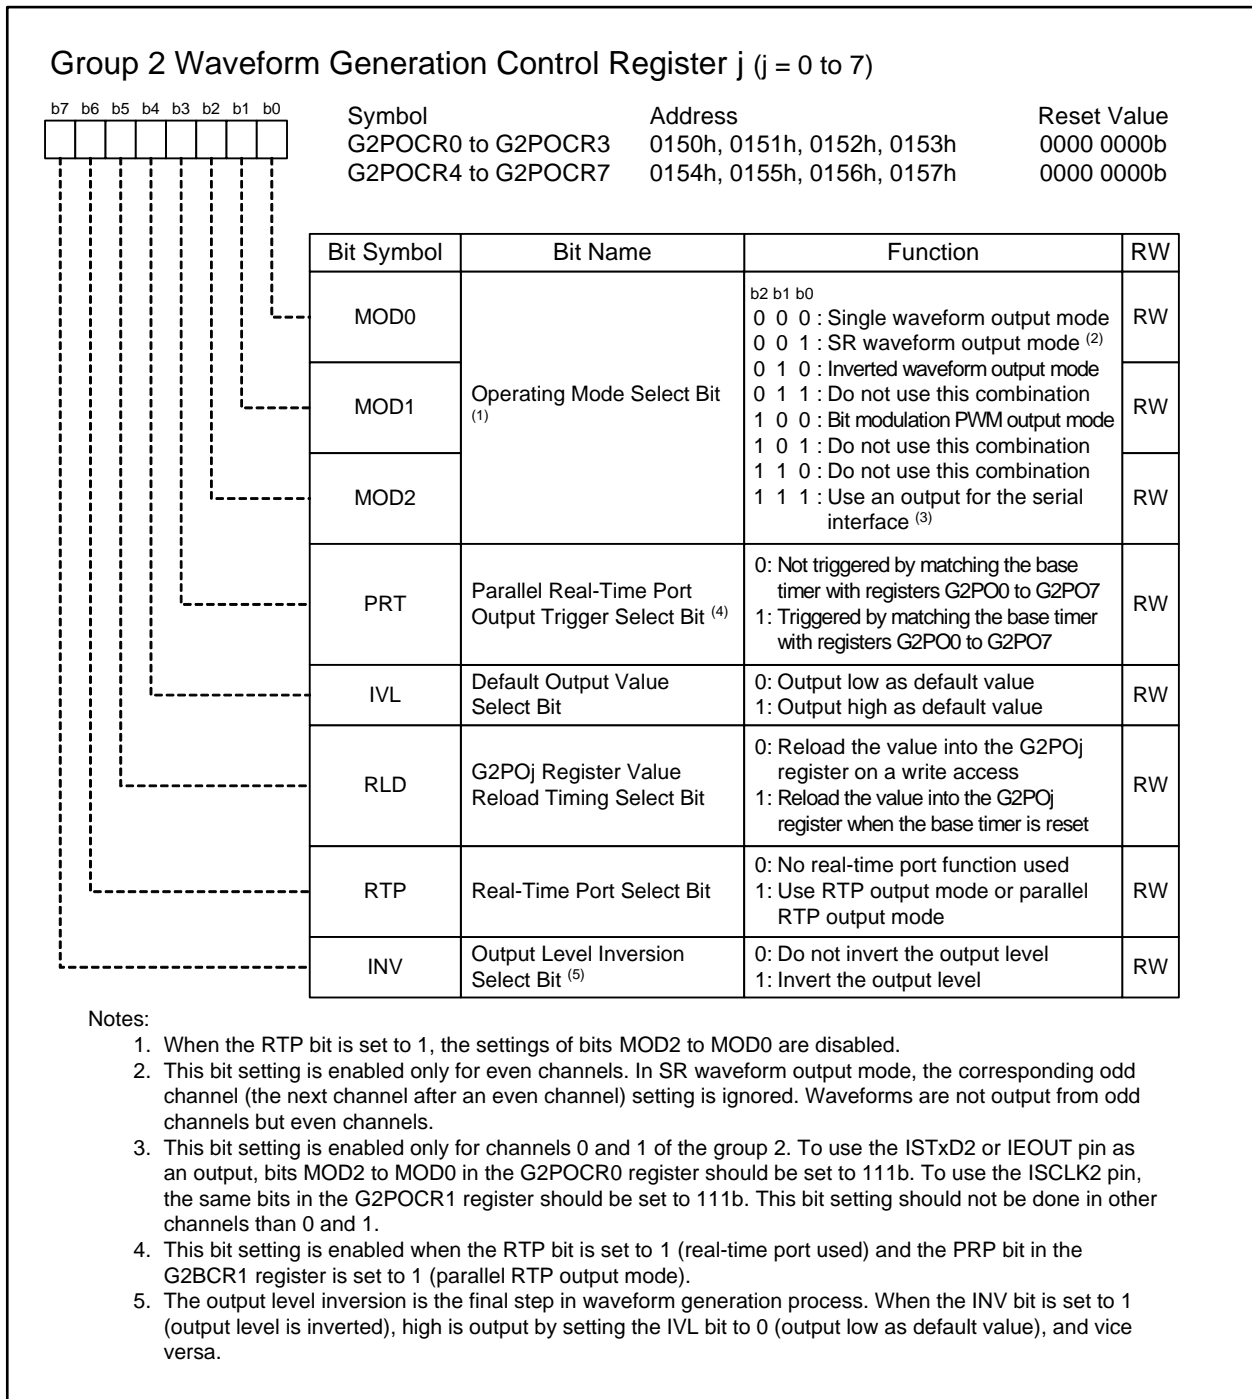 Group 2 Waveform Generation Control Register j (j = 0 to 7)
b7 b6 b5 b4 b3 b2 b1 b0
Symbol Address Reset Value
G2POCR0 to G2POCR3 0150h, 0151h, 0152h, 0153h 0000 0000b
G2POCR4 to G2POCR7 0154h, 0155h, 0156h, 0157h 0000 0000b
Bit Symbol Bit Name Function RW
MOD0 RW
MOD1 RW
MOD2 RW
Operating Mode Select Bit
(1)
b2 b1 b0
0 0 0 : Single waveform output mode
0 0 1 : SR waveform output mode (2)
0 1 0 : Inverted waveform output mode
0 1 1 : Do not use this combination
1 0 0 : Bit modulation PWM output mode
1 0 1 : Do not use this combination
1 1 0 : Do not use this combination
1 1 1 : Use an output for the serial
interface (3)
PRT
Parallel Real-Time Port
Output Trigger Select Bit (4)
0: Not triggered by matching the base
timer with registers G2PO0 to G2PO7
1: Triggered by matching the base timer
with registers G2PO0 to G2PO7
RW
IVL
Default Output Value
Select Bit
0: Output low as default value
1: Output high as default value
RW
RLD
G2POj Register Value
Reload Timing Select Bit
0: Reload the value into the G2POj
register on a write access
1: Reload the value into the G2POj
register when the base timer is reset
RW
RTP
Real-Time Port Select Bit
0: No real-time port function used
1: Use RTP output mode or parallel
RTP output mode
RW
INV
Output Level Inversion
Select Bit (5)
0: Do not invert the output level
1: Invert the output level
RW
Notes:
1. When the RTP bit is set to 1, the settings of bits MOD2 to MOD0 are disabled.
2. This bit setting is enabled only for even channels. In SR waveform output mode, the corresponding odd
channel (the next channel after an even channel) setting is ignored. Waveforms are not output from odd
channels but even channels.
3. This bit setting is enabled only for channels 0 and 1 of the group 2. To use the ISTxD2 or IEOUT pin as
an output, bits MOD2 to MOD0 in the G2POCR0 register should be set to 111b. To use the ISCLK2 pin,
the same bits in the G2POCR1 register should be set to 111b. This bit setting should not be done in other
channels than 0 and 1.
4. This bit setting is enabled when the RTP bit is set to 1 (real-time port used) and the PRP bit in the
G2BCR1 register is set to 1 (parallel RTP output mode).
5. The output level inversion is the final step in waveform generation process. When the INV bit is set to 1
(output level is inverted), high is output by setting the IVL bit to 0 (output low as default value), and vice
versa.